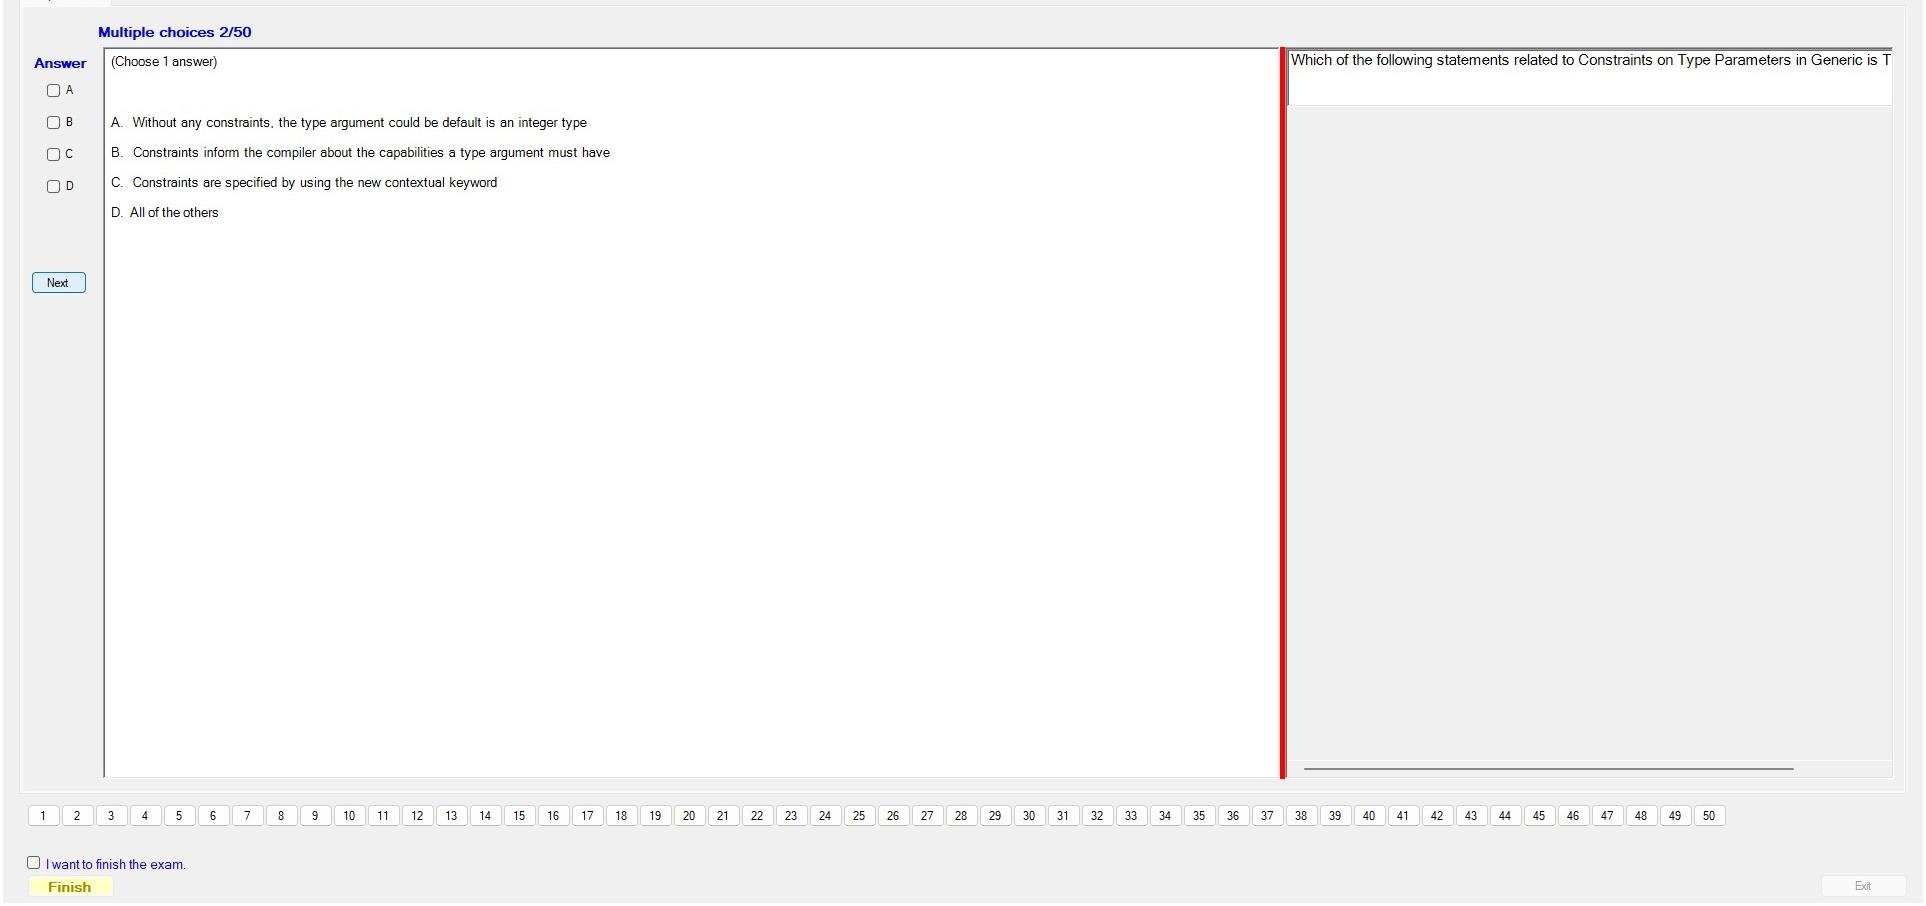 Multiple choices 2/50
Answer
(Choose 1 answer)
Which of the following statements related to Constraints on Type Parameters in Generic is T
A
B
C
D
A. Without any constraints, the type argument could be default is an integer type
B. Constraints inform the compiler about the capabilities a type argument must have
C. Constraints are specified by using the new contextual keyword
D. All of the others
Next
1 2 3 4 5 6 7 8 9 10 11 12 13 14 15 16 17 18 19 20 21 22 23 24 25 26 27 28 29 30 31 32 33 34 35 36 37 38 39 40 41 42 43 44 45 46 47 48 49 50
I want to finish the exam.
Finish
Exit